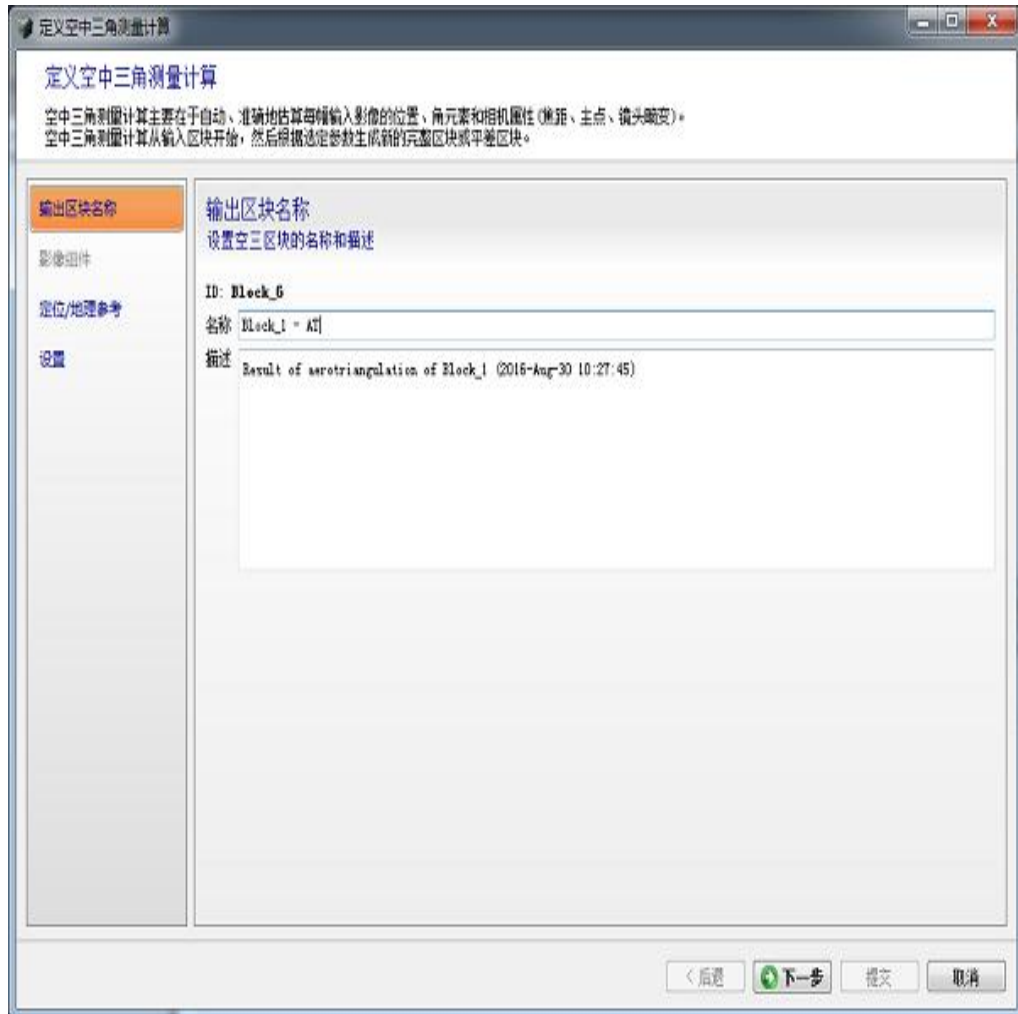 定义空中三角测量计算
定义空中三角测量计算
空中三角测量计算主要在于自动、准确地估算每幅输入影像的位置、角元素和相机属性(焦距、主点、镜头畸变)。
空中三角测量计算从输入区块开始，然后根据选定参数生成新的完整区块或平差区块。
输出区块名称
影像组件
定位/地理参考
设置
输出区块名称
设置空三区块的名称和描述
ID: Block_6
名称 Block_1 - AT
描述 Result of aerotriangulation of Block_1 (2016-Aug-30 10:27:45)
< 后退 下一步 提交 取消